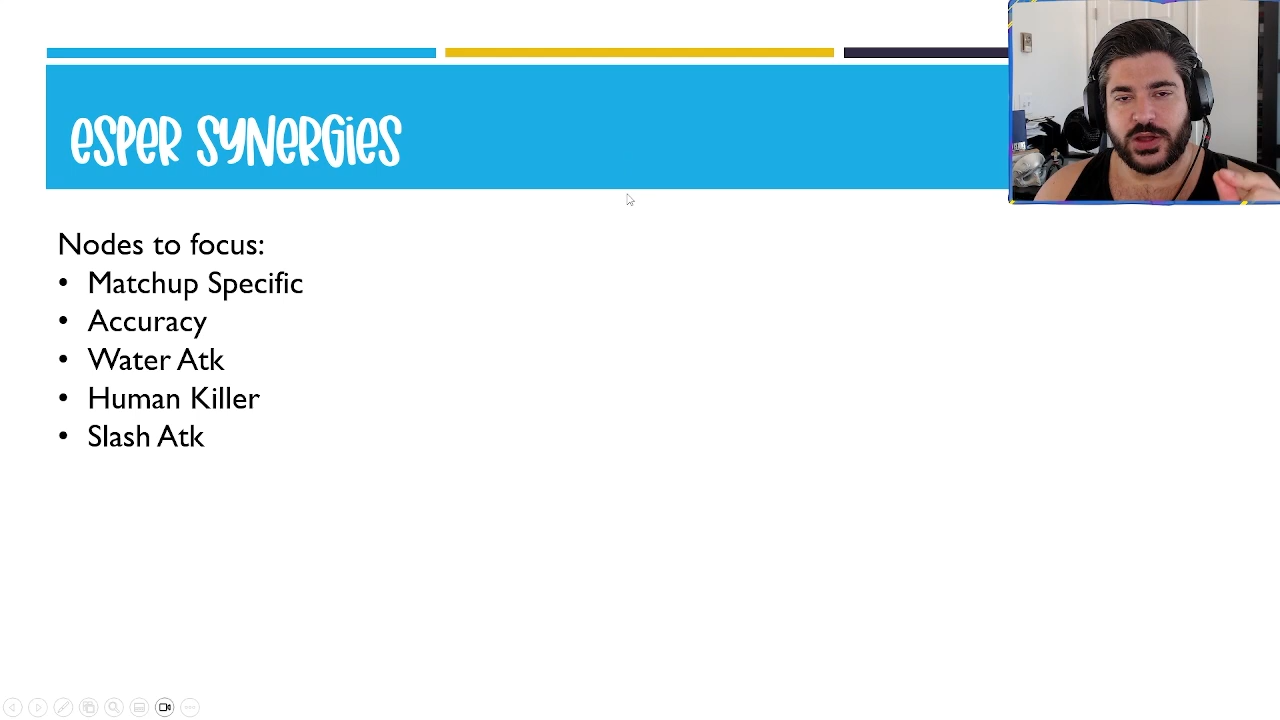 ESPER SYNERGIES
Nodes to focus:
• Matchup Specific
• Accuracy
• Water Atk
• Human Killer
• Slash Atk